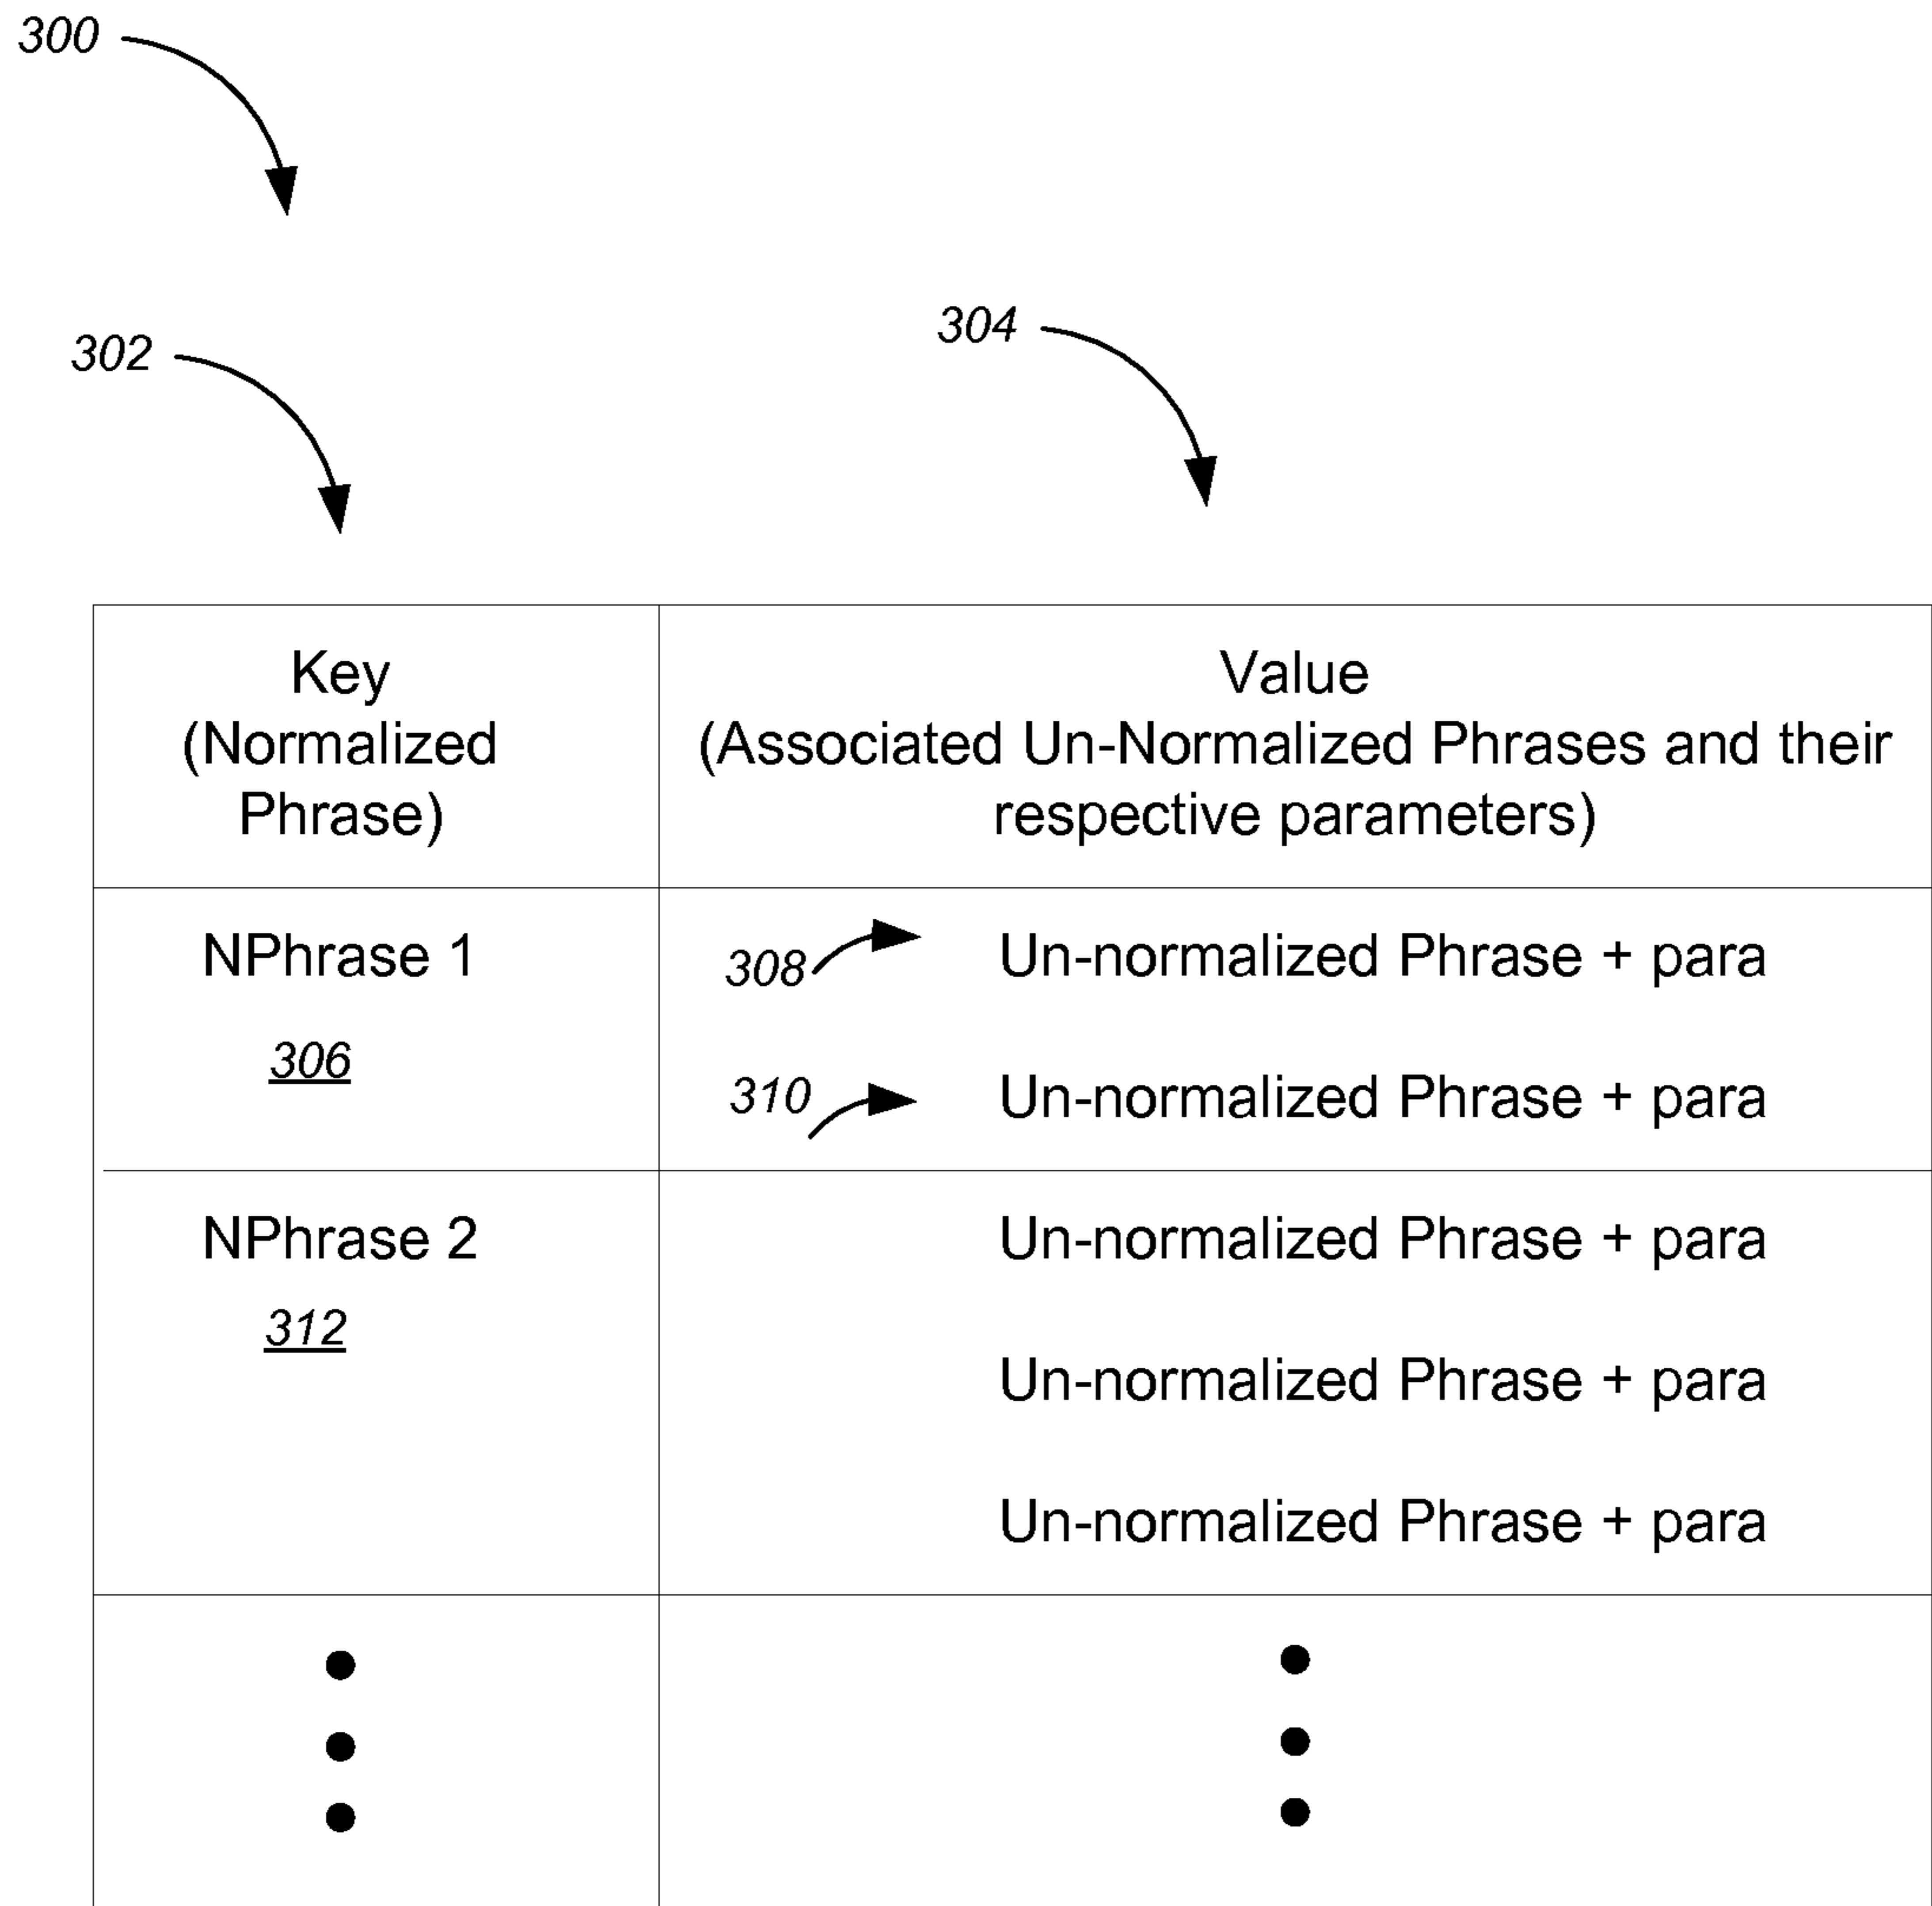 300
302
304
Key
(Normalized
Phrase)
Value
(Associated Un-Normalized Phrases and their
respective parameters)
NPhrase 1
306
308
Un-normalized Phrase + para
310
Un-normalized Phrase + para
NPhrase 2
312
Un-normalized Phrase + para
Un-normalized Phrase + para
Un-normalized Phrase + para